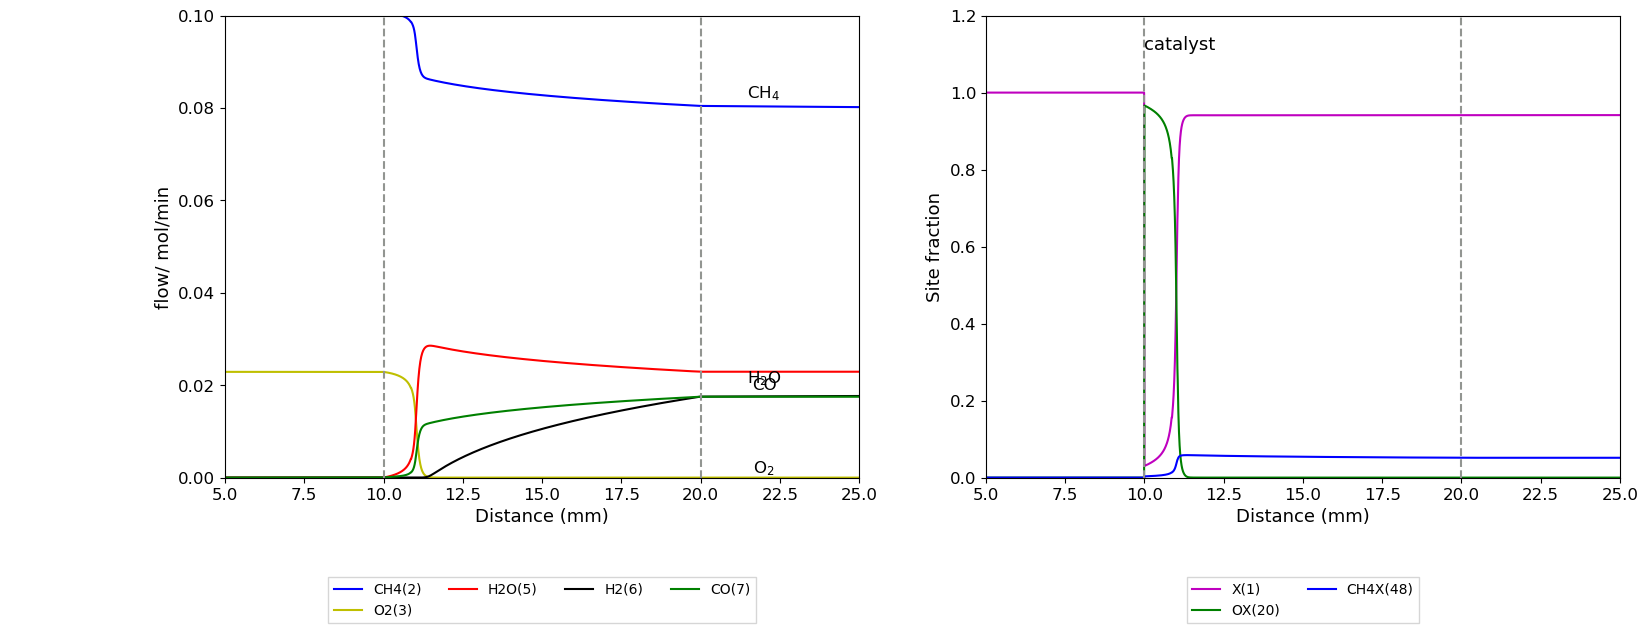 0.10
0.08
0.06
0.04
0.02
0.00
flow/ mol/min
CH₄
H₂O
CO
O₂
5.0 7.5 10.0 12.5 15.0 17.5 20.0 22.5 25.0
Distance (mm)
CH4(2) H2O(5) H2(6) CO(7)
O2(3)
1.2
1.0
0.8
0.6
0.4
0.2
0.0
Site fraction
catalyst
5.0 7.5 10.0 12.5 15.0 17.5 20.0 22.5 25.0
Distance (mm)
X(1) CH4X(48)
OX(20)